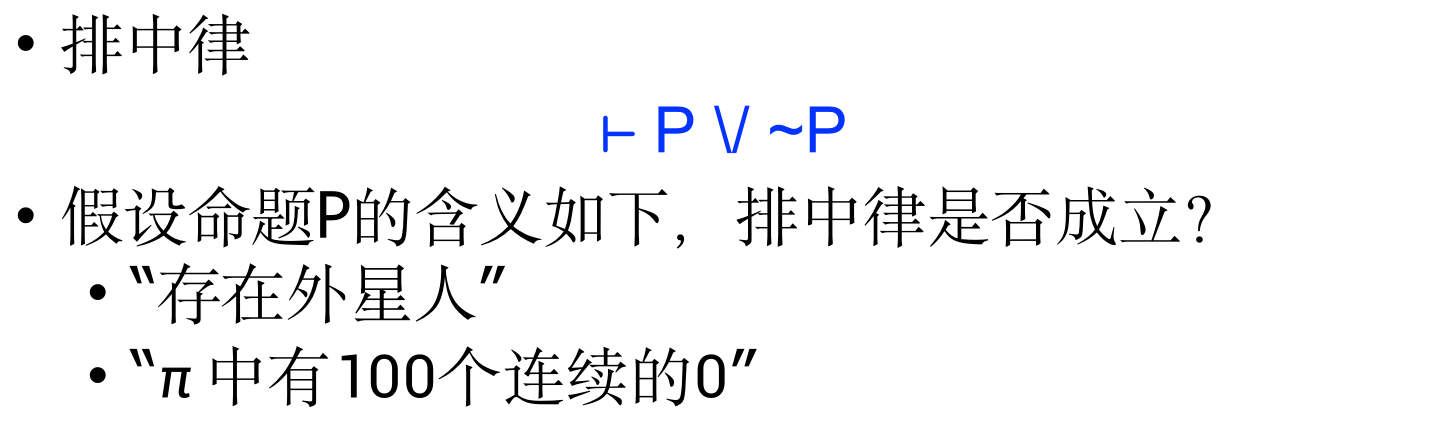 • 排中律
⊢ P \/ ~P
• 假设命题P的含义如下，排中律是否成立？
• “存在外星人”
• “π 中有100个连续的0”